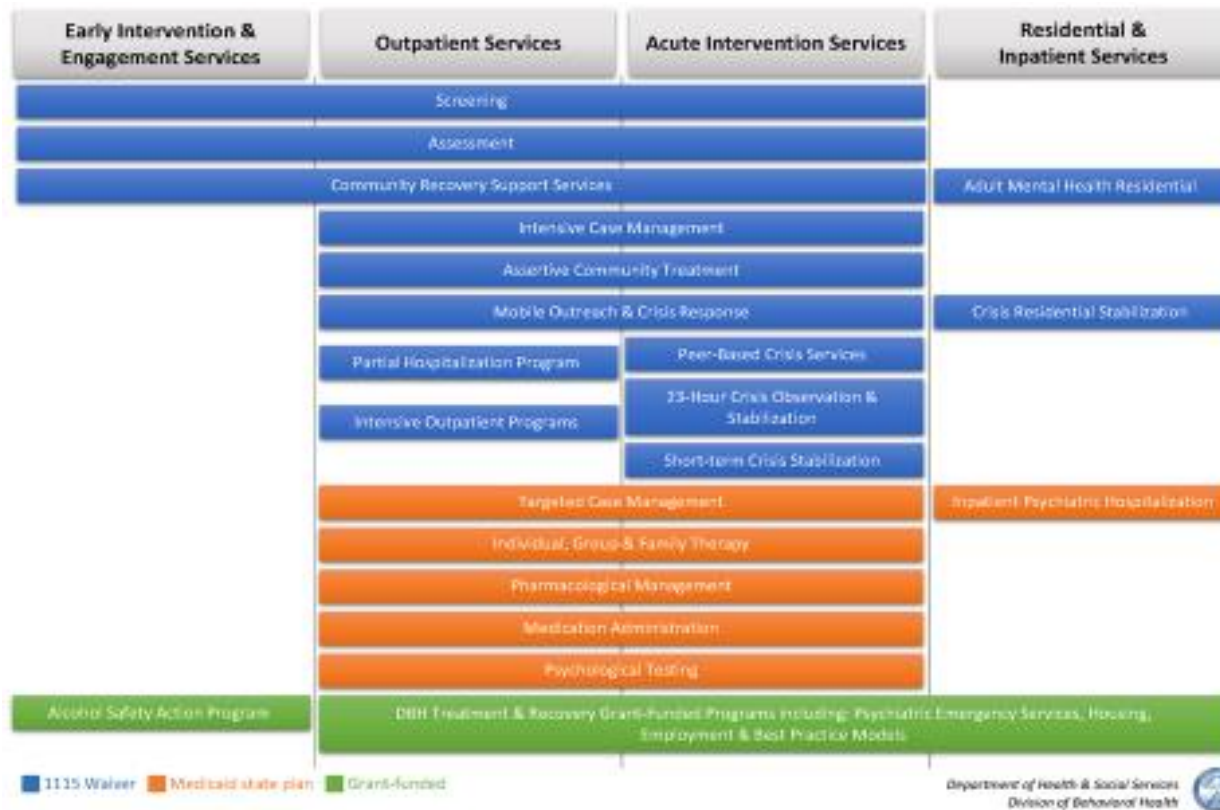 Early Intervention &
Engagement Services
Outpatient Services
Acute Intervention Services
Residential &
Inpatient Services
Screening
Assessment
Community Recovery Support Services
Adult Mental Health Residential
Intensive Case Management
Assertive Community Treatment
Mobile Outreach & Crisis Response
Crisis Residential Stabilization
Partial Hospitalization Program
Peer-Based Crisis Services
23-Hour Crisis Observation &
Stabilization
Intensive Outpatient Programs
Short-term Crisis Stabilization
Targeted Case Management
Inpatient Psychiatric Hospitalization
Individual, Group & Family Therapy
Pharmacological Management
Medication Administration
Psychological Testing
Alcohol Safety Action Program
DBH Treatment & Recovery Grant-Funded Programs including: Psychiatric Emergency Services, Housing,
Employment & Best Practice Models
1115 Waiver
Medicaid state plan
Grant-funded
Department of Health & Social Services
Division of Behavioral Health